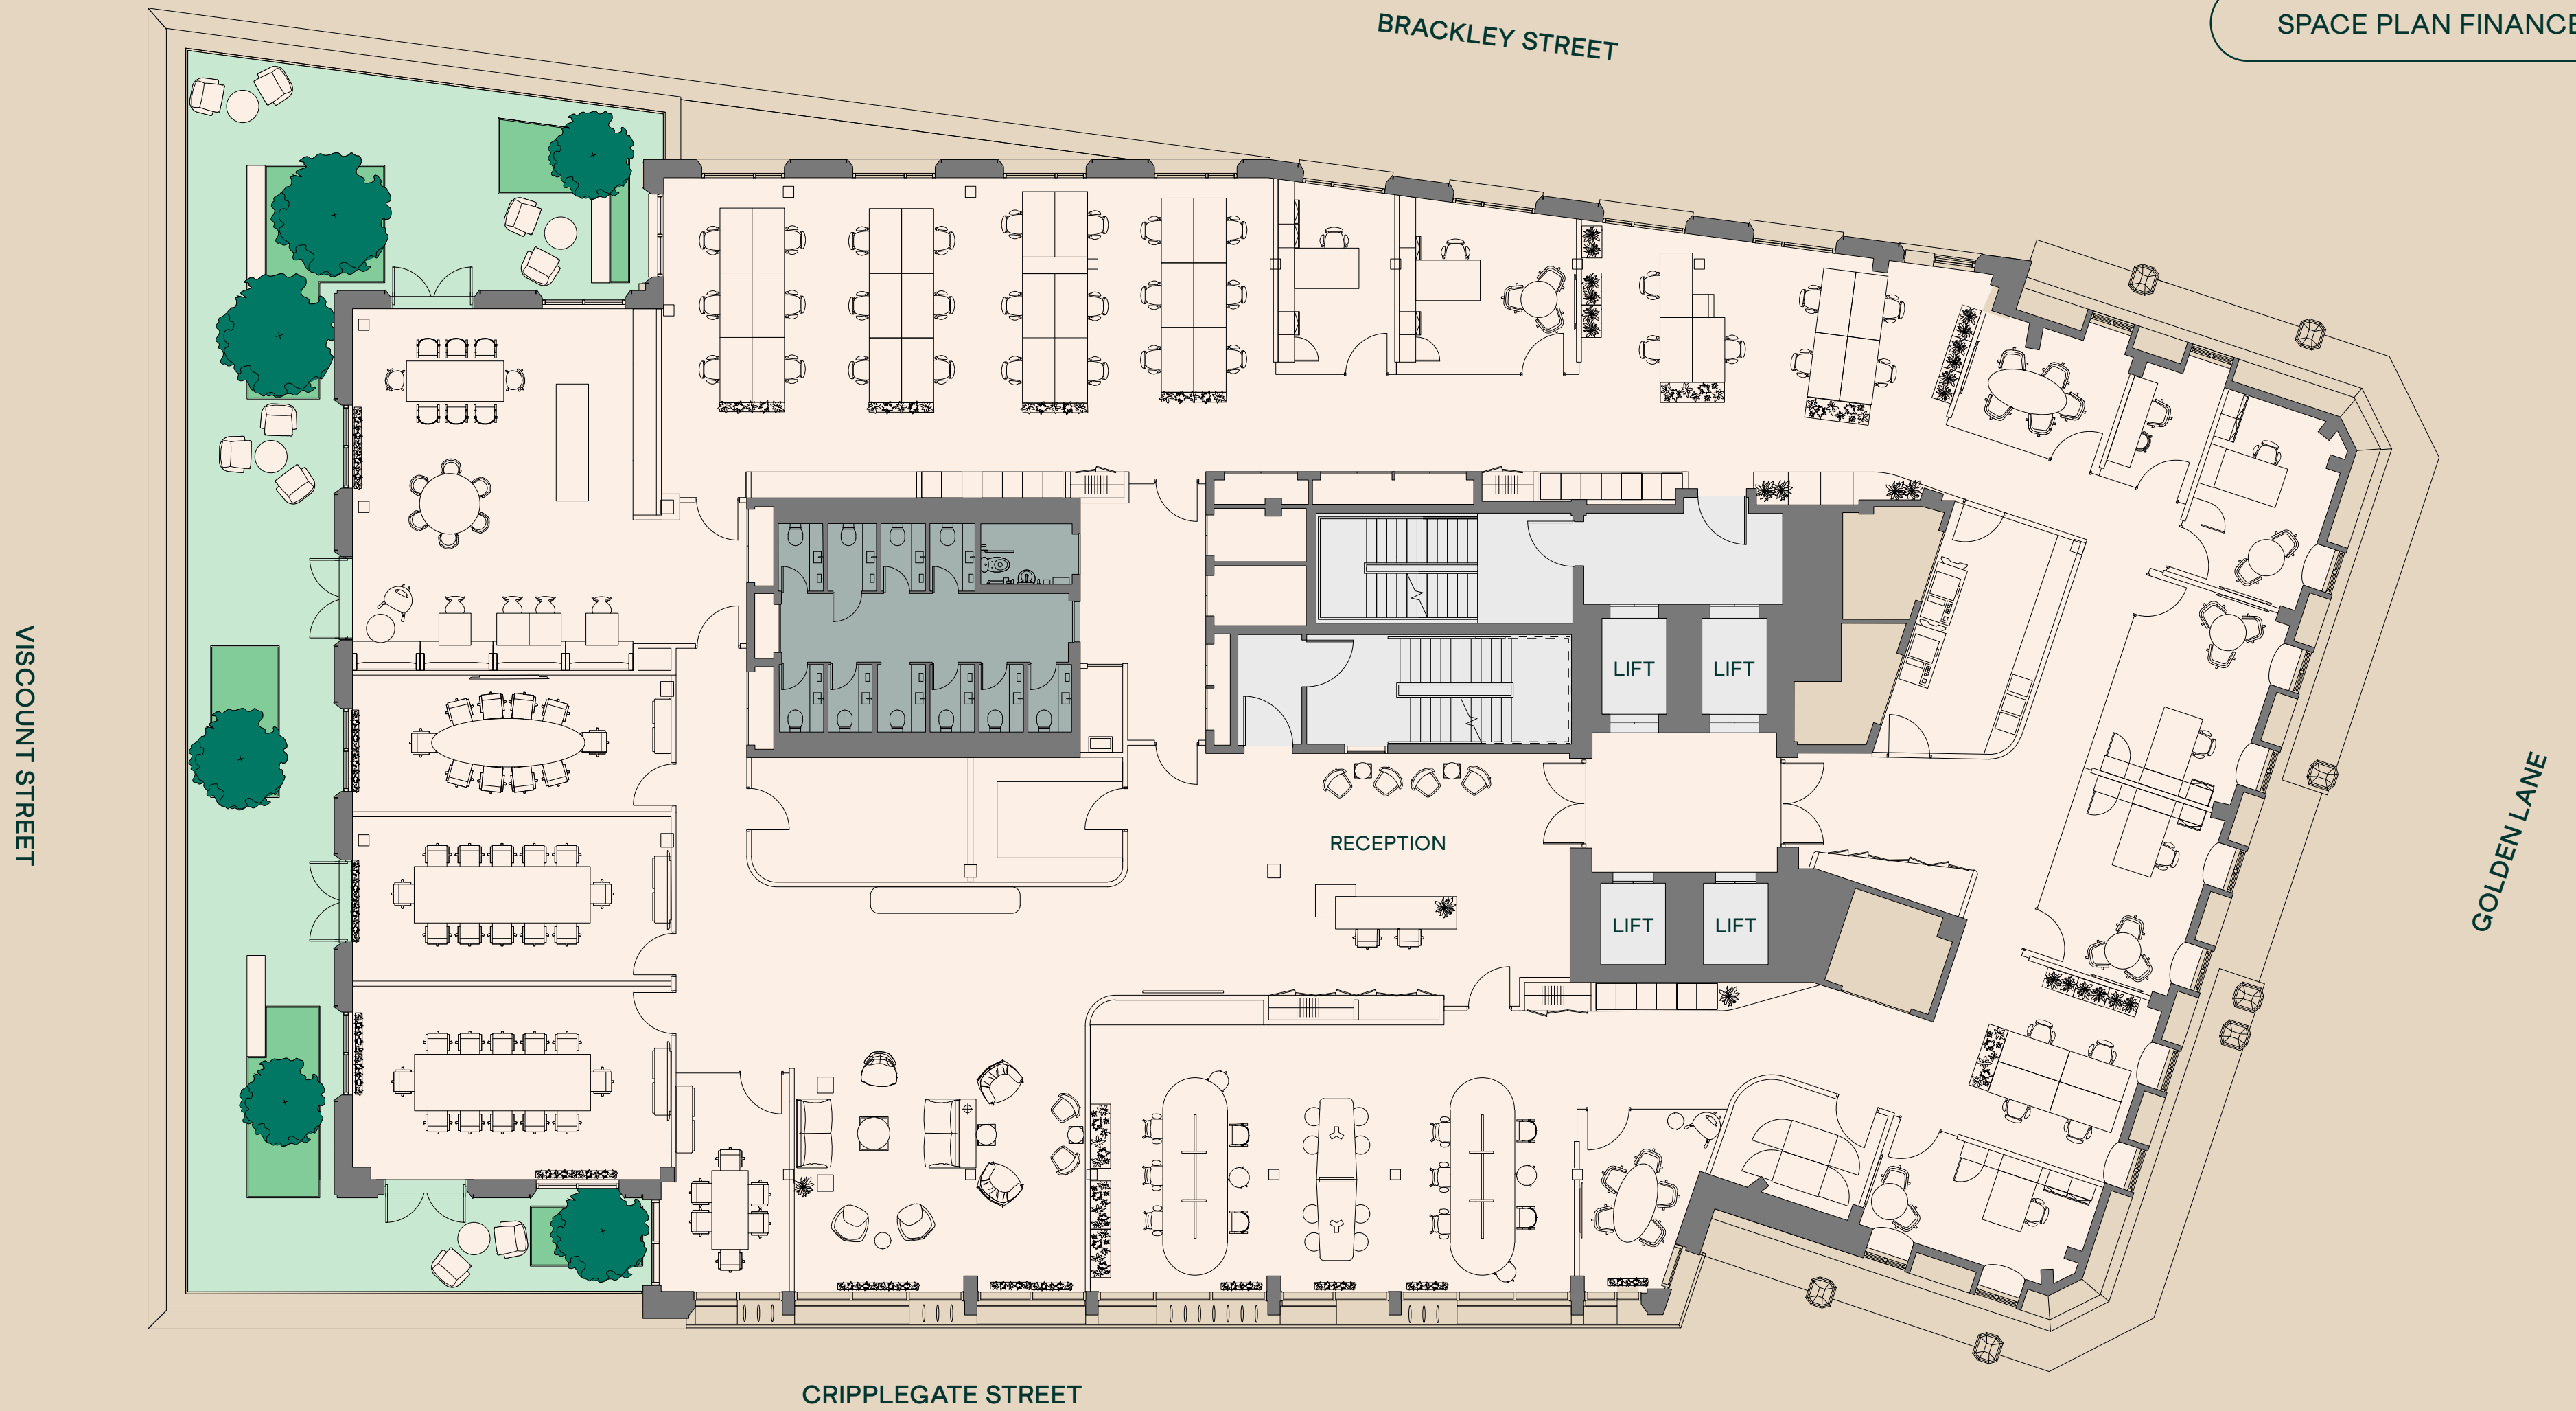 BRACKLEY STREET
SPACE PLAN FINANCE
VISCOUNT STREET
LIFT
LIFT
RECEPTION
LIFT
LIFT
GOLDEN LANE
CRIPPLEGATE STREET